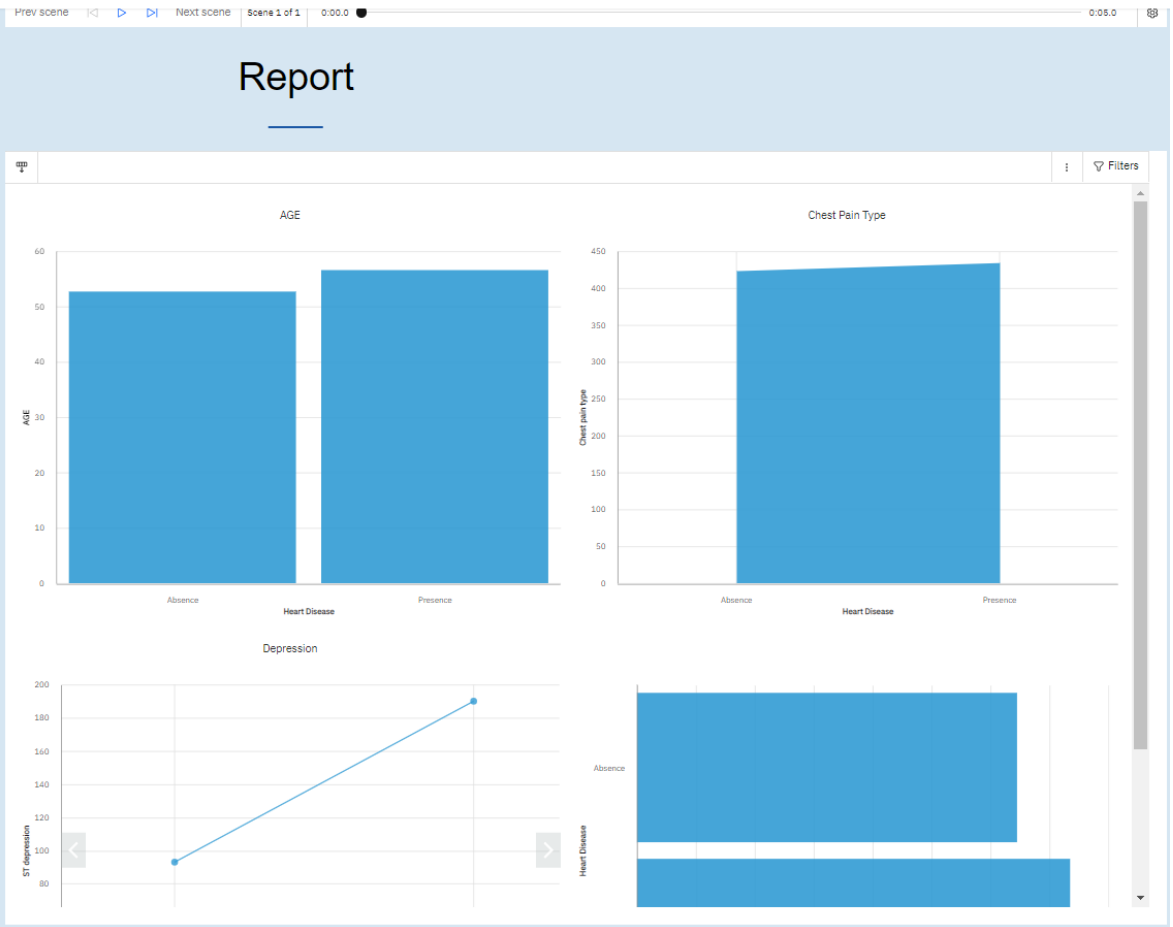 Prev scene Next scene Scene 1 of 1 0:00.0 0:05.0
Report
Filters
AGE
60
50
40
30
20
10
0
AGE
Absence Presence
Heart Disease
Chest Pain Type
450
400
350
300
250
200
150
100
50
0
Chest pain type
Absence Presence
Heart Disease
Depression
200
180
160
140
120
100
80
ST depression
Absence
Heart Disease